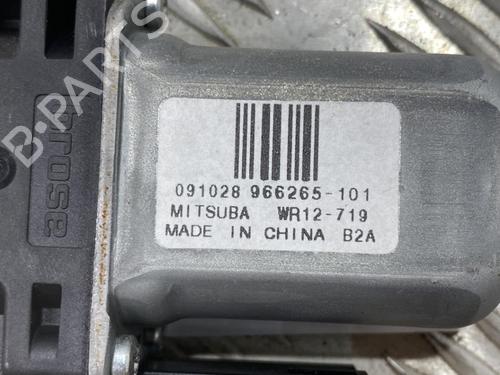 B-PARTS
brose
091028 966265-101
MITSUBA WR12-719
MADE IN CHINA B2A